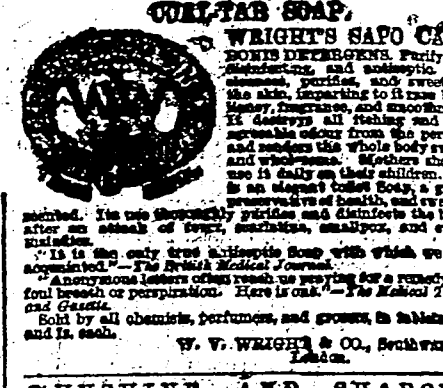 COAL-TAR SOAP.
WRIGHT'S SAPO CA
BONIS DETERGENS. Purify
disinfecting, and antiseptic
cleanses, purifies, and sweet
the skin, imparting to it rare
fragrance, and smooth
It destroys all itching and
agreeable odour from the per
and renders the whole body
and wholesome. Mothers sh
use it daily on their children.
is an elegant toilet Soap, a
preservative of health, and
scented. Its use thoroughly purifies and disinfects the
after an attack of fever, scarlatina, smallpox, and
"It is the only true antiseptic Soap with which we
acquainted."—The British Medical Journal.
"Anonymous letters often reach us praying for a remed
foul breath or perspiration. Here is one."—The Medical
and Gazette.
Sold by all chemists, perfumers, and grocers, in tablets
and 1s. each.
W. V. WRIGHT & CO., Southwar
London.